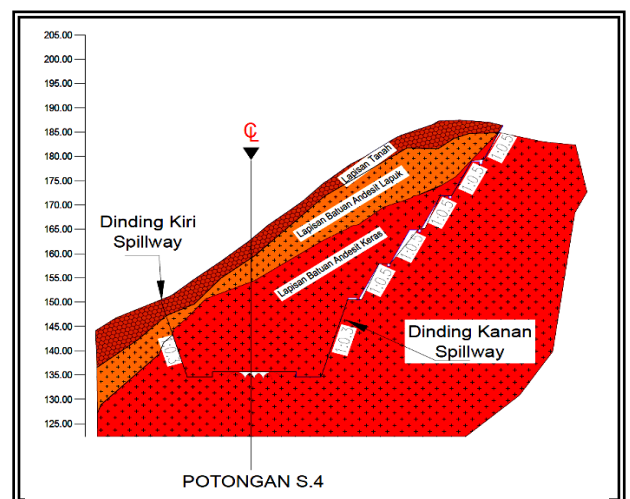 205.00
200.00
195.00
190.00
185.00
180.00
175.00
170.00
165.00
160.00
155.00
150.00
145.00
140.00
135.00
130.00
125.00
CL
Lapisan Tanah
Lapisan Batuan Andesit Lapuk
Lapisan Batuan Andesit Keras
Dinding Kiri
Spillway
1:0.5
1:0.5
1:0.5
1:0.5
1:0.5
1:0.3
1:0.3
Dinding Kanan
Spillway
POTONGAN S.4